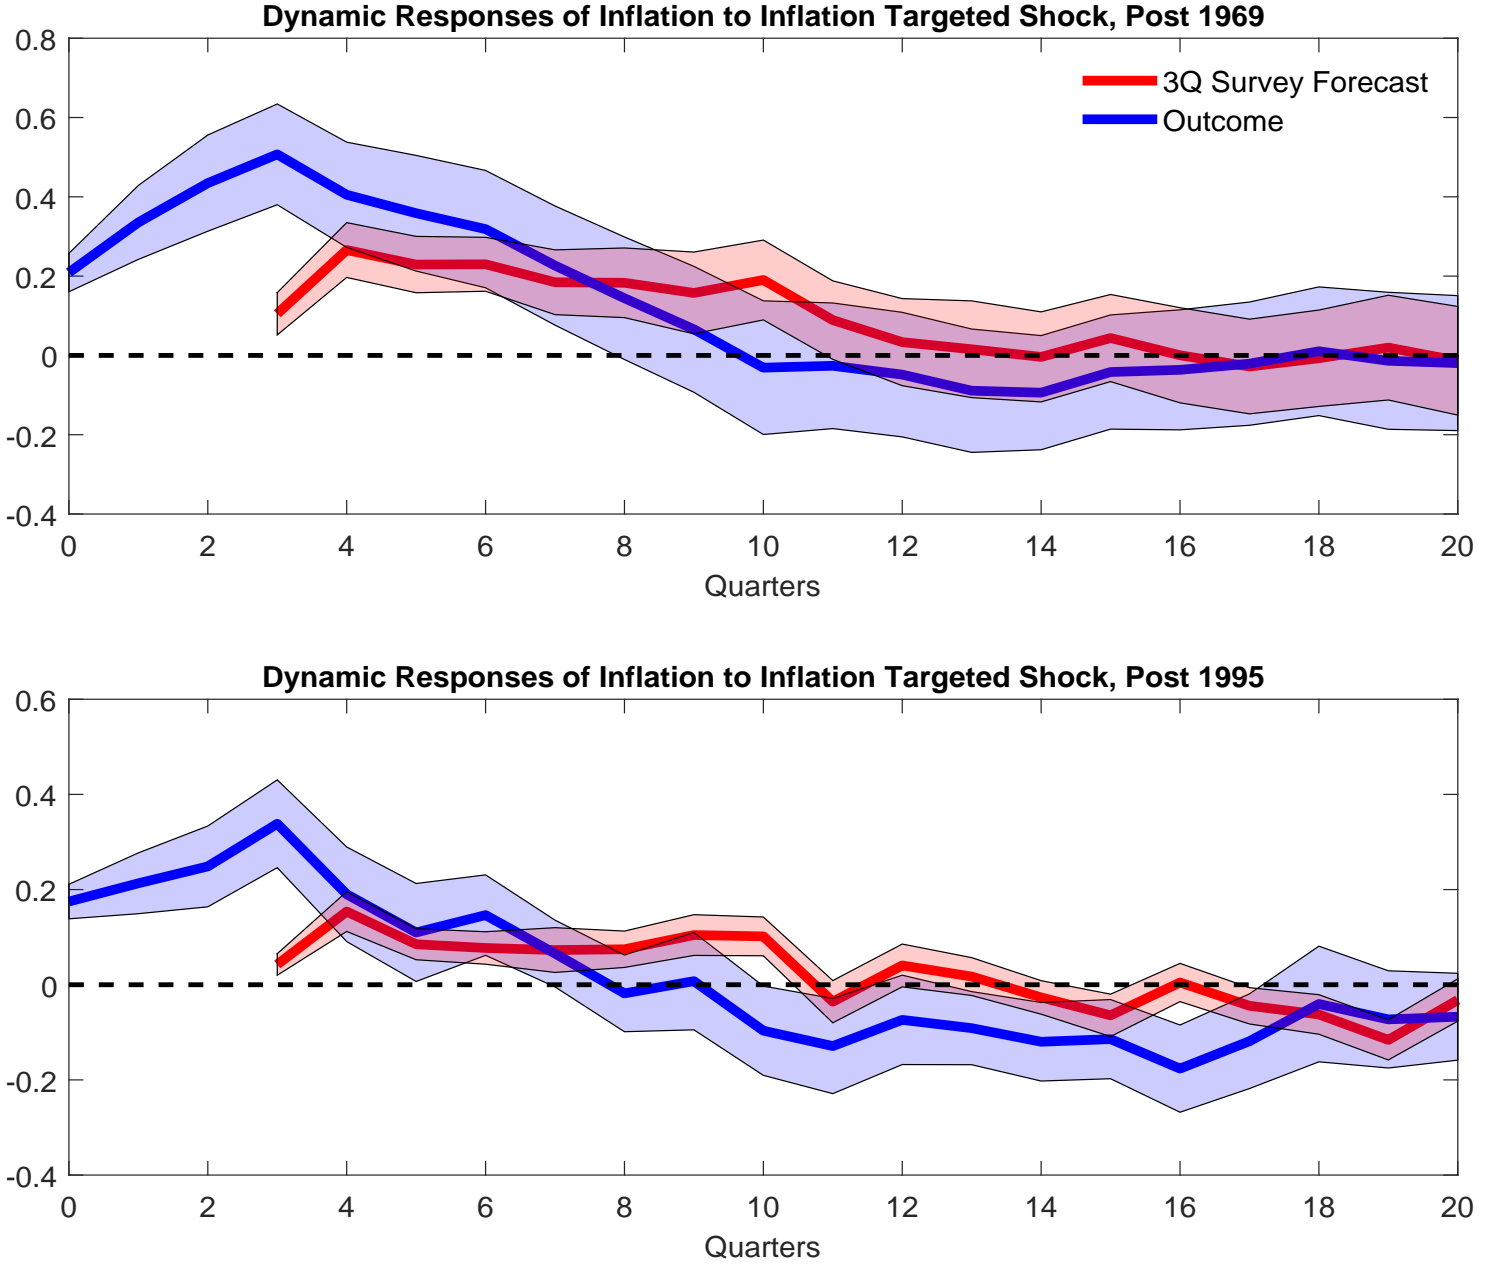 Dynamic Responses of Inflation to Inflation Targeted Shock, Post 1969
0.8
0.6
0.4
0.2
0
-0.2
-0.4
3Q Survey Forecast
Outcome
0 2 4 6 8 10 12 14 16 18 20
Quarters
Dynamic Responses of Inflation to Inflation Targeted Shock, Post 1995
0.6
0.4
0.2
0
-0.2
-0.4
0 2 4 6 8 10 12 14 16 18 20
Quarters